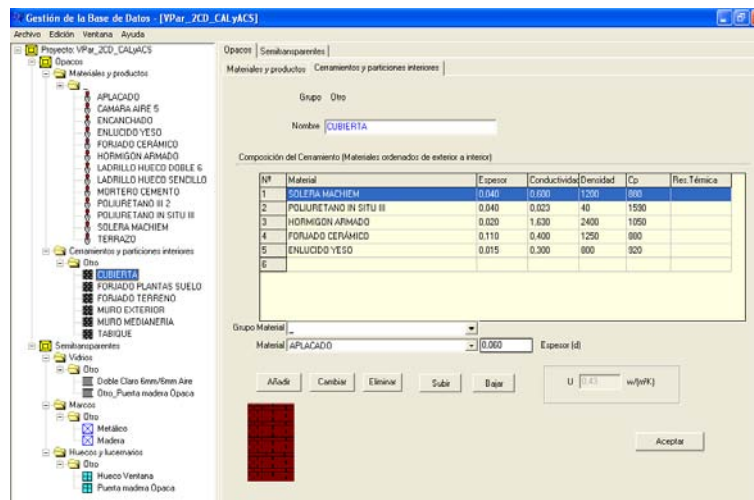 Gestión de la Base de Datos - [VPar_2CD_CALyACS]
Archivo Edición Ventana Ayuda
Proyecto: VPar_2CD_CALyACS
Opacos
Materiales y productos
_
APLACADO
CAMARA AIRE 5
ENCANCHADO
ENLUCIDO YESO
FORJADO CERÁMICO
HORMIGON ARMADO
LADRILLO HUECO DOBLE 6
LADRILLO HUECO SENCILLO
MORTERO CEMENTO
POLIURETANO III 2
POLIURETANO IN SITU III
SOLERA MACHIEM
TERRAZO
Cerramientos y particiones interiores
Otro
CUBIERTA
FORJADO PLANTAS SUELO
FORJADO TERRENO
MURO EXTERIOR
MURO MEDIANERIA
TABIQUE
Semitransparentes
Vidrios
Otro
Doble Claro 6mm/6mm Aire
Otro_Puerta madera Opaca
Marcos
Otro
Metálico
Madera
Huecos y lucernarios
Otro
Hueco Ventana
Puerta madera Opaca
Opacos Semitransparentes
Materiales y productos Cerramientos y particiones interiores
Grupo Otro
Nombre CUBIERTA
Composición del Cerramiento (Materiales ordenados de exterior a interior)
Nº Material Espesor Conductividad Densidad Cp Res.Térmica
1 SOLERA MACHIEM 0,040 0,600 1200 880
2 POLIURETANO IN SITU III 0,040 0,023 40 1590
3 HORMIGON ARMADO 0,020 1,630 2400 1050
4 FORJADO CERÁMICO 0,110 0,400 1250 880
5 ENLUCIDO YESO 0,015 0,300 800 920
6
Grupo Material _
Material APLACADO 0,060 Espesor (d)
Añadir Cambiar Eliminar Subir Bajar U 0,43 w/(m²K)
Aceptar